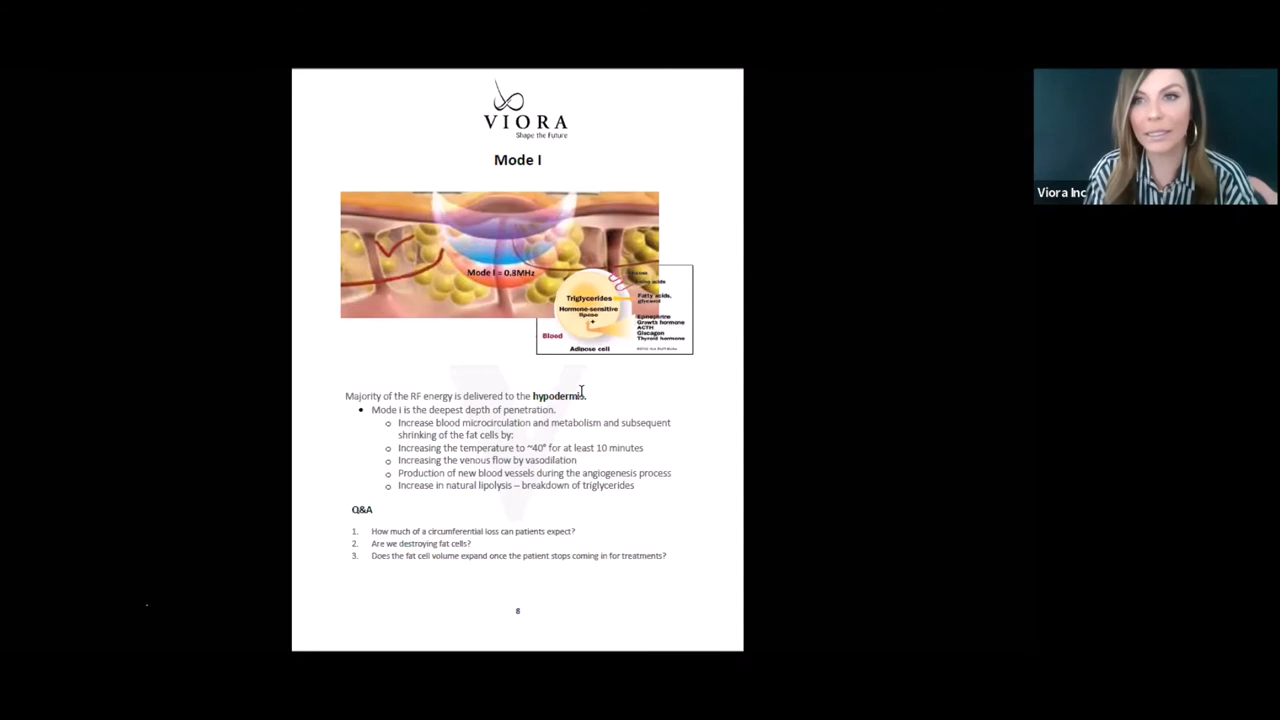 VIORA
Shape the Future
Mode I
Mode I = 0.8MHz
Triglycerides
Hormone-sensitive
lipase
+
Blood
Adipose cell
Fatty acids,
glycerol
Epinephrine
Growth hormone
ACTH
Glucagon
Thyroid hormone
Majority of the RF energy is delivered to the hypodermis.
• Mode I is the deepest depth of penetration.
o Increase blood microcirculation and metabolism and subsequent
shrinking of the fat cells by:
o Increasing the temperature to ~40° for at least 10 minutes
o Increasing the venous flow by vasodilation
o Production of new blood vessels during the angiogenesis process
o Increase in natural lipolysis – breakdown of triglycerides
Q&A
1. How much of a circumferential loss can patients expect?
2. Are we destroying fat cells?
3. Does the fat cell volume expand once the patient stops coming in for treatments?
8
Viora Inc